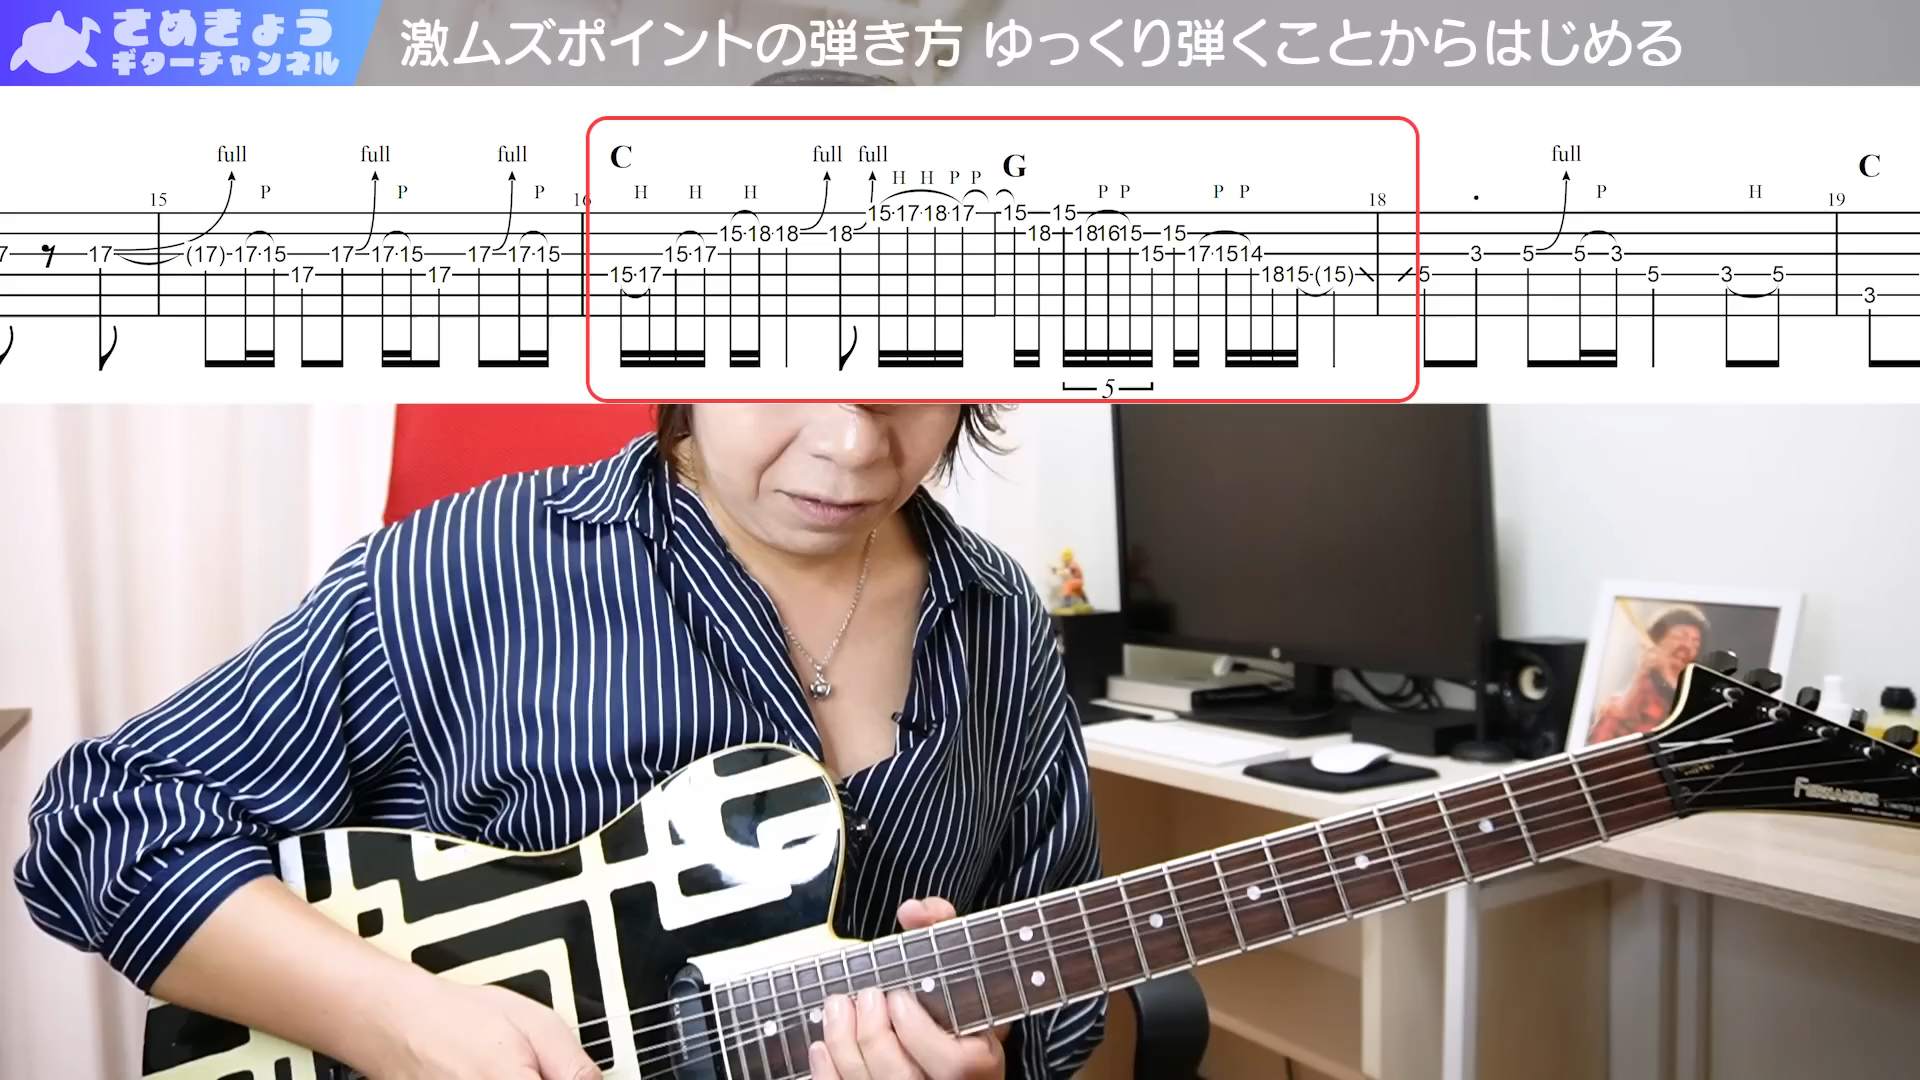 さめきょう
ギターチャンネル
激ムズポイントの弾き方 ゆっくり弾くことからはじめる
full full full C full full G full C
P P P H H H H H P P P P P P P H
15 16 18 19
15 17 18 17 15 15
15 18 18 18 18 18 16 15 15
7 17 (17) 17 15 17 17 15 17 17 15 15 17 15 17 15 14 3 5 5 3
17 17 15 17 18 15 (15) 5 5 3 5
3
5
FERNANDES